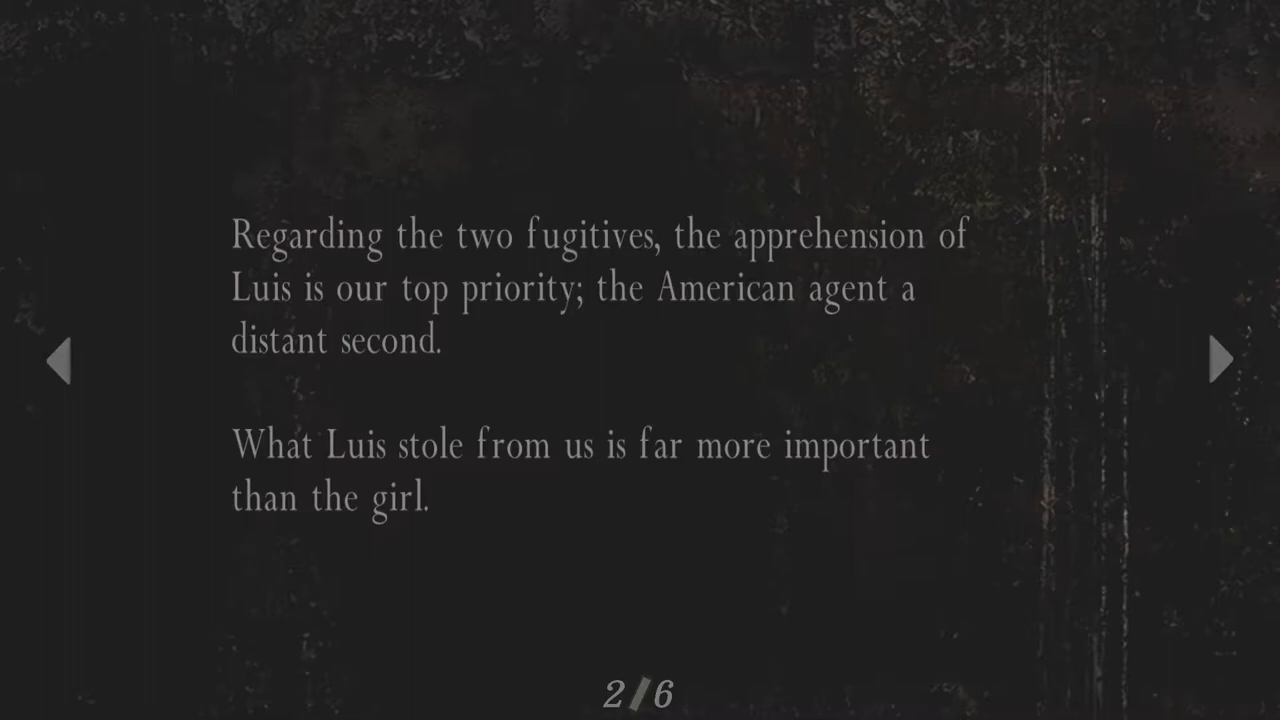 Regarding the two fugitives, the apprehension of
Luis is our top priority; the American agent a
distant second.
What Luis stole from us is far more important
than the girl.
2/6